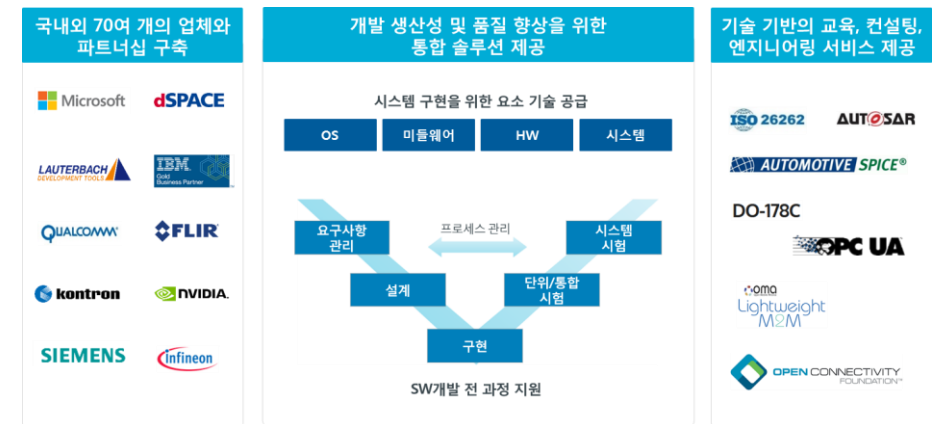 국내외 70여 개의 업체와
파트너십 구축
Microsoft
dSPACE
LAUTERBACH
DEVELOPMENT TOOLS
IBM
Gold
Business Partner
QUALCOMM
FLIR
kontron
NVIDIA.
SIEMENS
infineon
개발 생산성 및 품질 향상을 위한
통합 솔루션 제공
시스템 구현을 위한 요소 기술 공급
OS
미들웨어
HW
시스템
요구사항
관리
프로세스 관리
시스템
시험
설계
단위/통합
시험
구현
SW개발 전 과정 지원
기술 기반의 교육, 컨설팅,
엔지니어링 서비스 제공
ISO 26262
AUTOSAR
AUTOMOTIVE SPICE®
DO-178C
OPC UA
oma
Lightweight
M2M
OPEN CONNECTIVITY
FOUNDATION™